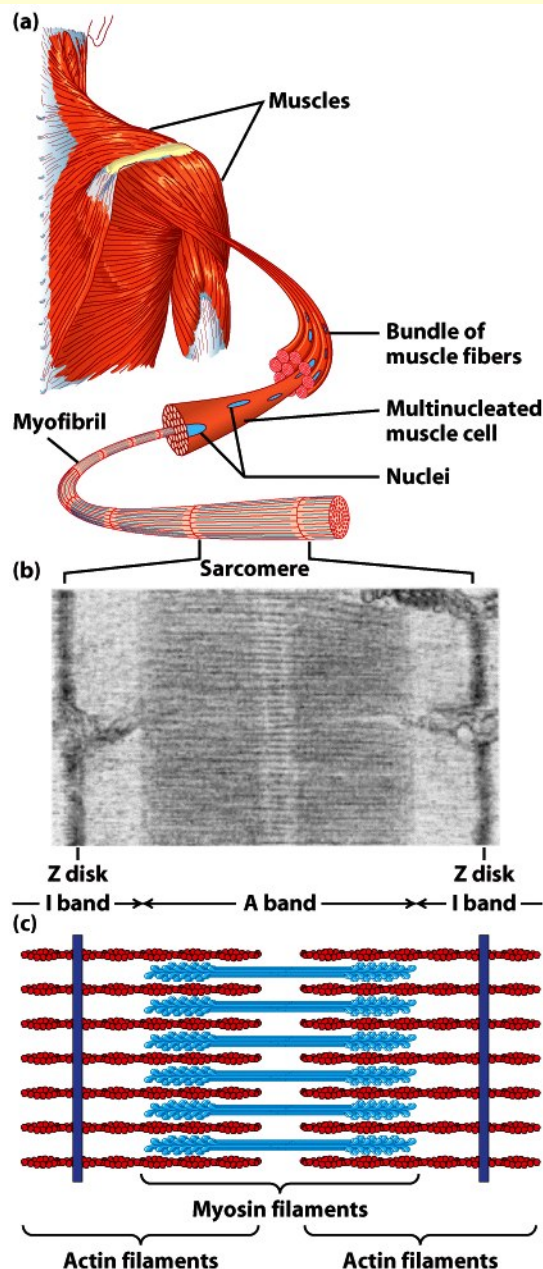 (a)
Muscles
Bundle of
muscle fibers
Multinucleated
muscle cell
Myofibril
Nuclei
(b)
Sarcomere
Z disk
Z disk
I band
A band
I band
(c)
Myosin filaments
Actin filaments
Actin filaments